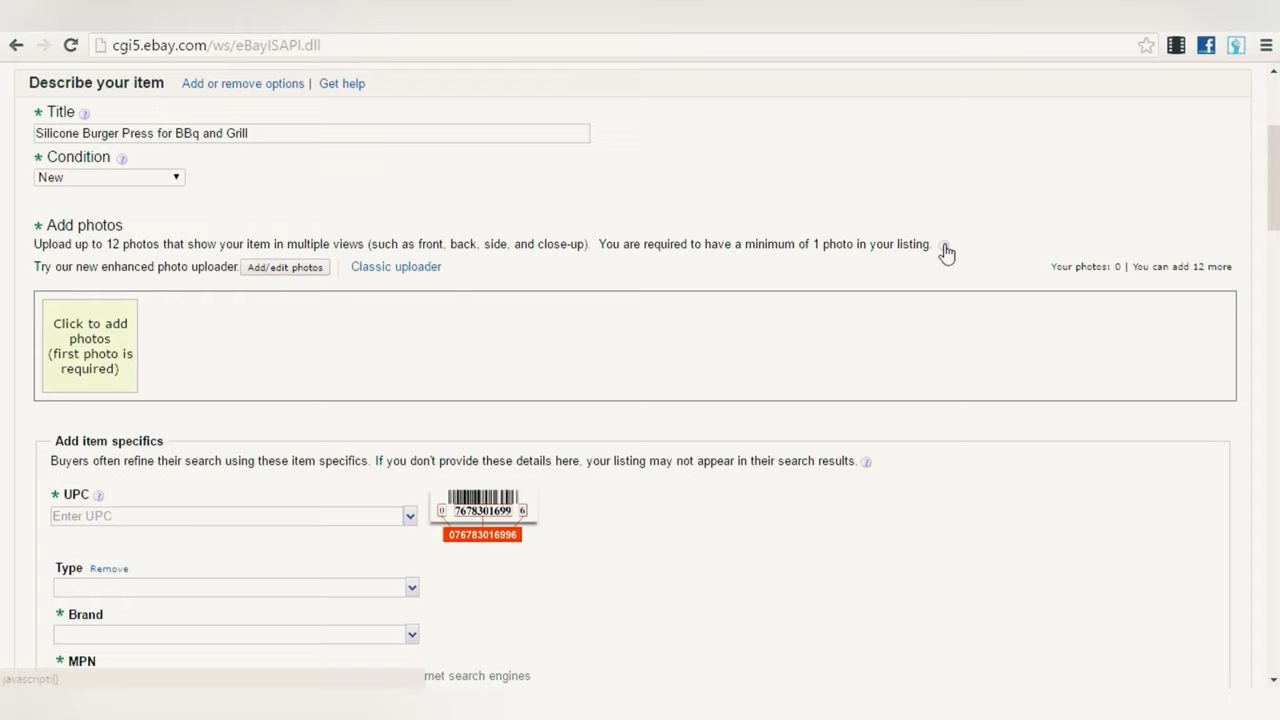 cgi5.ebay.com/ws/eBayISAPI.dll
Describe your item Add or remove options | Get help
* Title ?
Silicone Burger Press for BBq and Grill
* Condition ?
New
* Add photos
Upload up to 12 photos that show your item in multiple views (such as front, back, side, and close-up). You are required to have a minimum of 1 photo in your listing.
Try our new enhanced photo uploader. Add/edit photos | Classic uploader Your photos: 0 | You can add 12 more
Click to add
photos
(first photo is
required)
Add item specifics
Buyers often refine their search using these item specifics. If you don't provide these details here, your listing may not appear in their search results. ?
* UPC ?
Enter UPC
0 7678301699 6
076783016996
Type Remove
* Brand
* MPN
javascript:{} rnet search engines